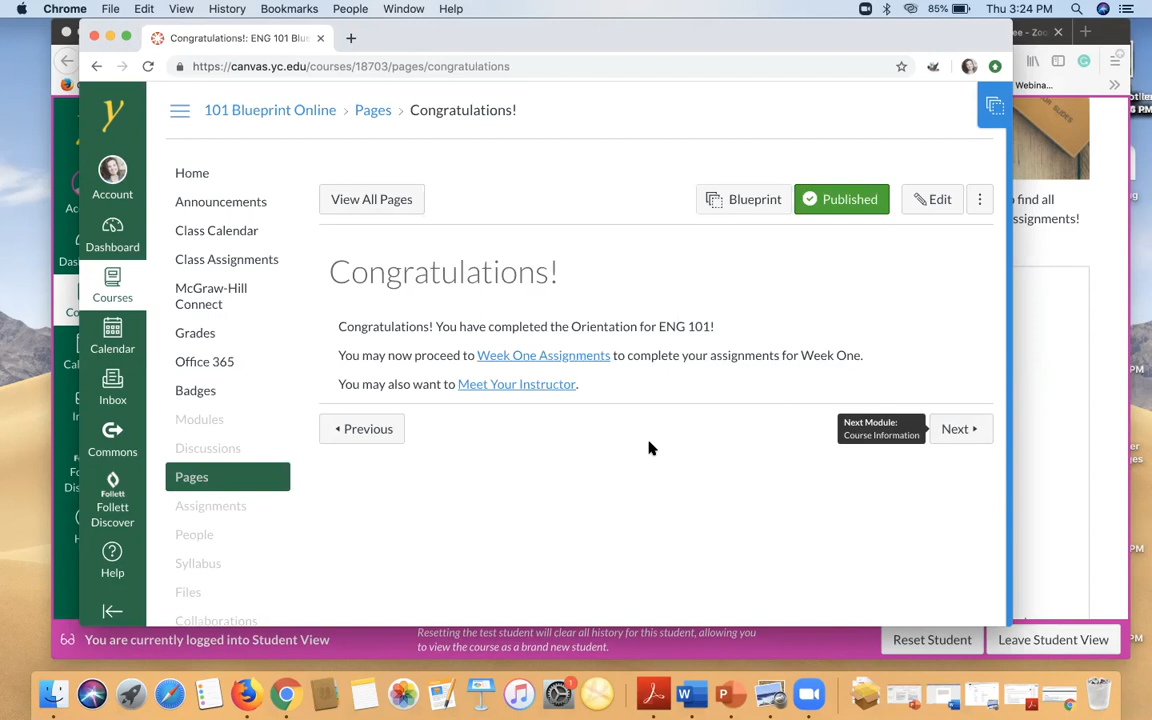 Chrome File Edit View History Bookmarks People Window Help
85% Thu 3:24 PM
Congratulations!: ENG 101 Blu
https://canvas.yc.edu/courses/18703/pages/congratulations
ee - Zoo
Webina...
y
Account
Dashboard
Courses
Calendar
Inbox
Commons
Follett
Follett
Discover
Help
101 Blueprint Online › Pages › Congratulations!
Home
Announcements
Class Calendar
Class Assignments
McGraw-Hill
Connect
Grades
Office 365
Badges
Modules
Discussions
Pages
Assignments
People
Syllabus
Files
Collaborations
View All Pages
Blueprint
Published
Edit
Congratulations!
Congratulations! You have completed the Orientation for ENG 101!
You may now proceed to Week One Assignments to complete your assignments for Week One.
You may also want to Meet Your Instructor.
Previous
Next Module:
Course Information
Next
o find all
ssignments!
You are currently logged into Student View
Resetting the test student will clear all history for this student, allowing you
to view the course as a brand new student.
Reset Student
Leave Student View